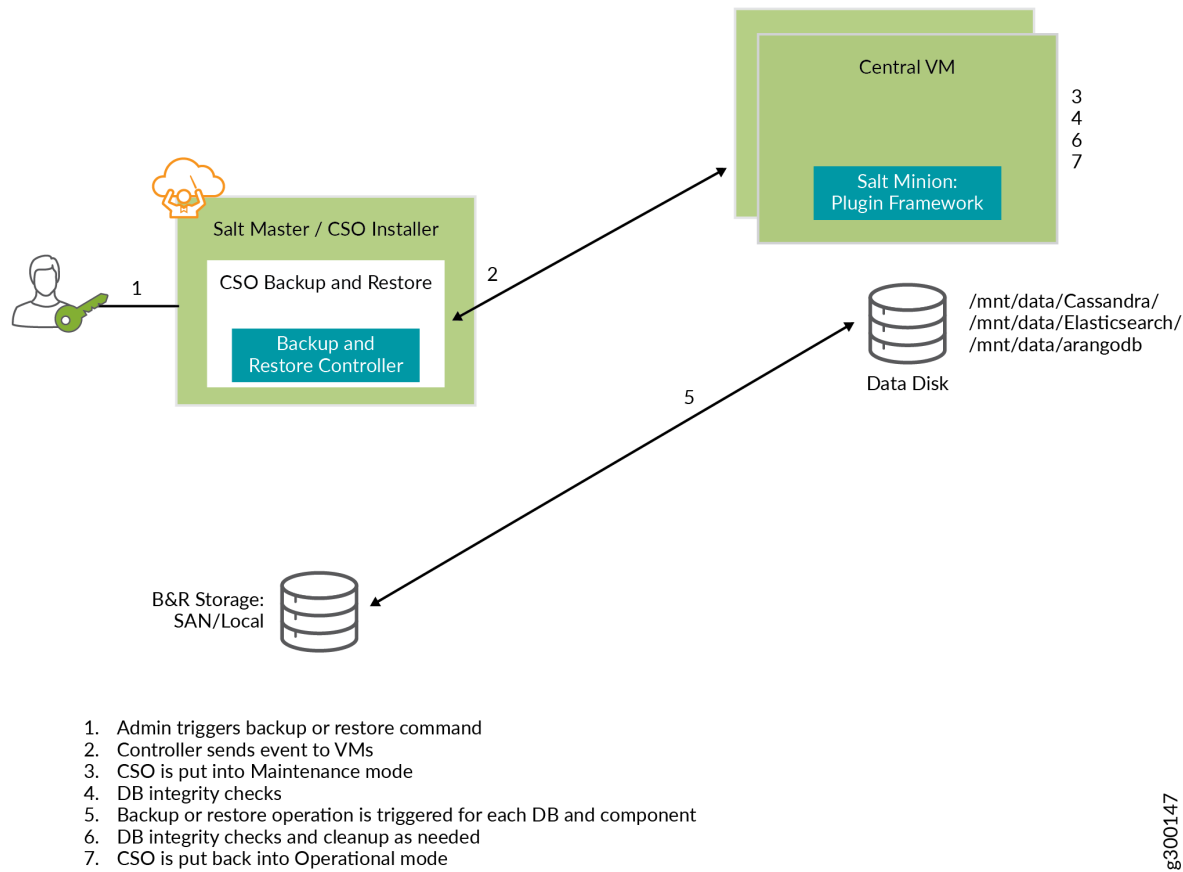 Central VM
3
4
6
7
Salt Minion:
Plugin Framework
Salt Master / CSO Installer
CSO Backup and Restore
Backup and
Restore Controller
1
2
/mnt/data/Cassandra/
/mnt/data/Elasticsearch/
/mnt/data/arangodb
Data Disk
5
B&R Storage:
SAN/Local
1. Admin triggers backup or restore command
2. Controller sends event to VMs
3. CSO is put into Maintenance mode
4. DB integrity checks
5. Backup or restore operation is triggered for each DB and component
6. DB integrity checks and cleanup as needed
7. CSO is put back into Operational mode
g300147